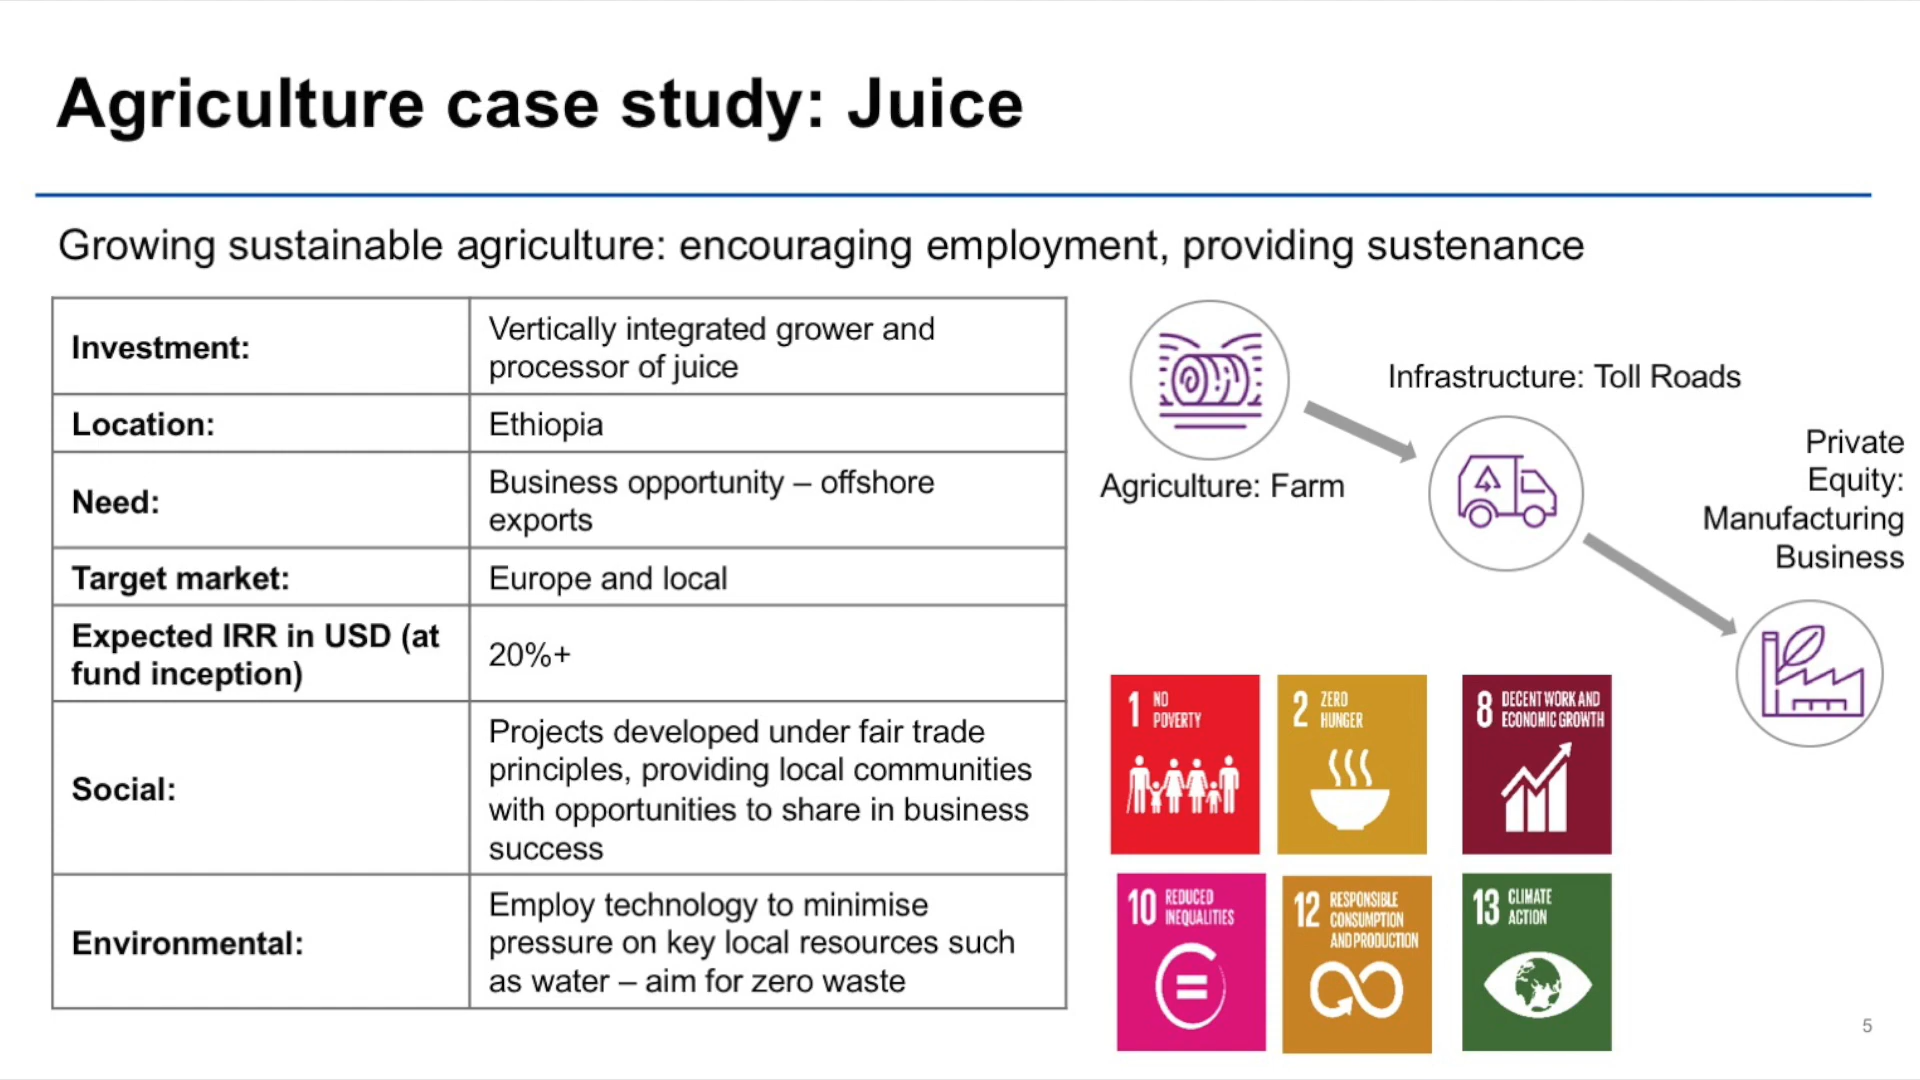 Agriculture case study: Juice
Growing sustainable agriculture: encouraging employment, providing sustenance
Investment:
Vertically integrated grower and
processor of juice
Location:
Ethiopia
Need:
Business opportunity – offshore
exports
Target market:
Europe and local
Expected IRR in USD (at
fund inception)
20%+
Social:
Projects developed under fair trade
principles, providing local communities
with opportunities to share in business
success
Environmental:
Employ technology to minimise
pressure on key local resources such
as water – aim for zero waste
Agriculture: Farm
Infrastructure: Toll Roads
Private
Equity:
Manufacturing
Business
1 NO
POVERTY
2 ZERO
HUNGER
8 DECENT WORK AND
ECONOMIC GROWTH
10 REDUCED
INEQUALITIES
12 RESPONSIBLE
CONSUMPTION
AND PRODUCTION
13 CLIMATE
ACTION
5